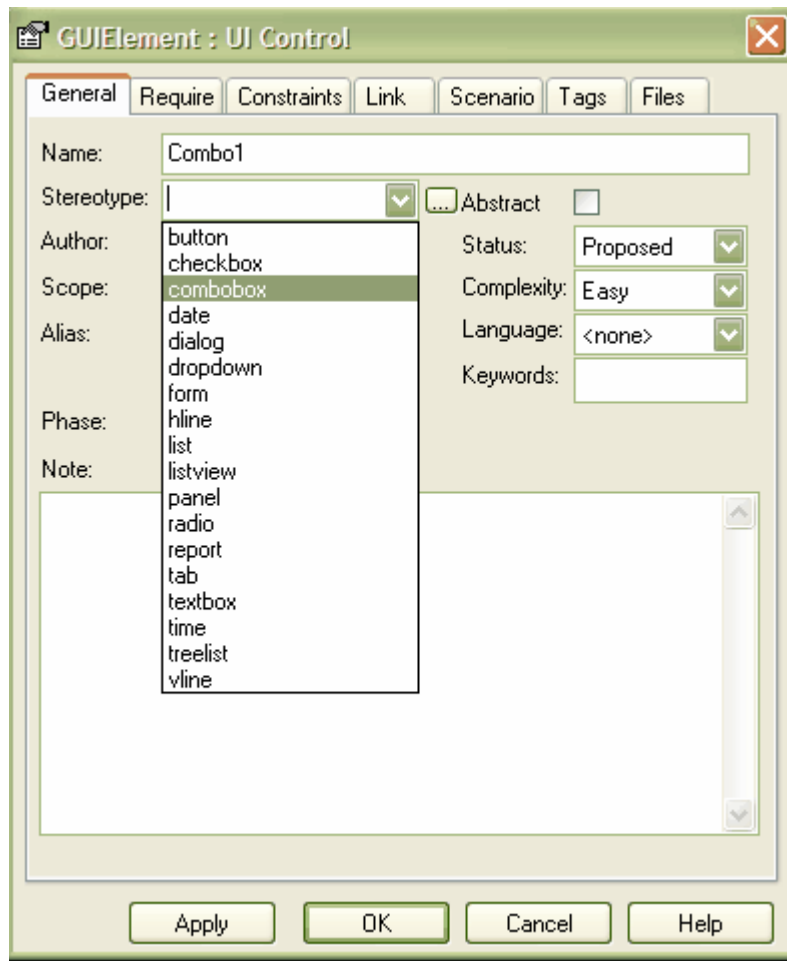 GUIElement : UI Control
General Require Constraints Link Scenario Tags Files
Name: Combo1
Stereotype: ... Abstract
Author: Status: Proposed
Scope: Complexity: Easy
Alias: Language: <none>
Keywords:
Phase:
Note:
button
checkbox
combobox
date
dialog
dropdown
form
hline
list
listview
panel
radio
report
tab
textbox
time
treelist
vline
Apply OK Cancel Help